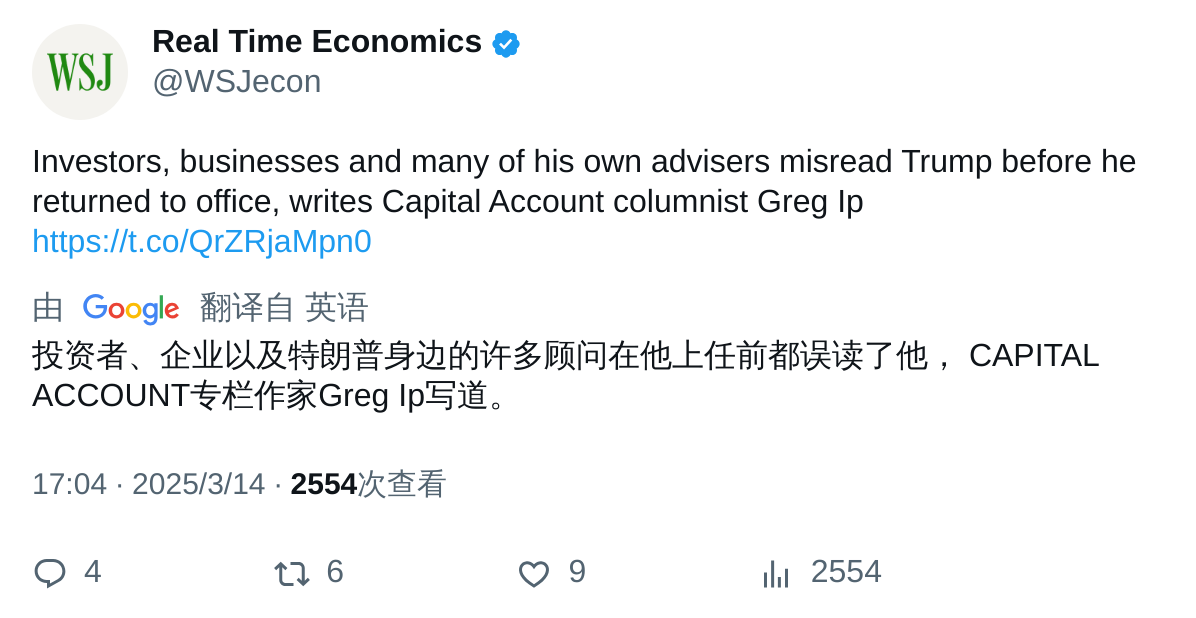 WSJ
Real Time Economics
@WSJecon
Investors, businesses and many of his own advisers misread Trump before he
returned to office, writes Capital Account columnist Greg Ip
https://t.co/QrZRjaMpn0
由 Google 翻译自 英语
投资者、企业以及特朗普身边的许多顾问在他上任前都误读了他， CAPITAL
ACCOUNT专栏作家Greg Ip写道。
17:04 · 2025/3/14 · 2554次查看
4 6 9 2554